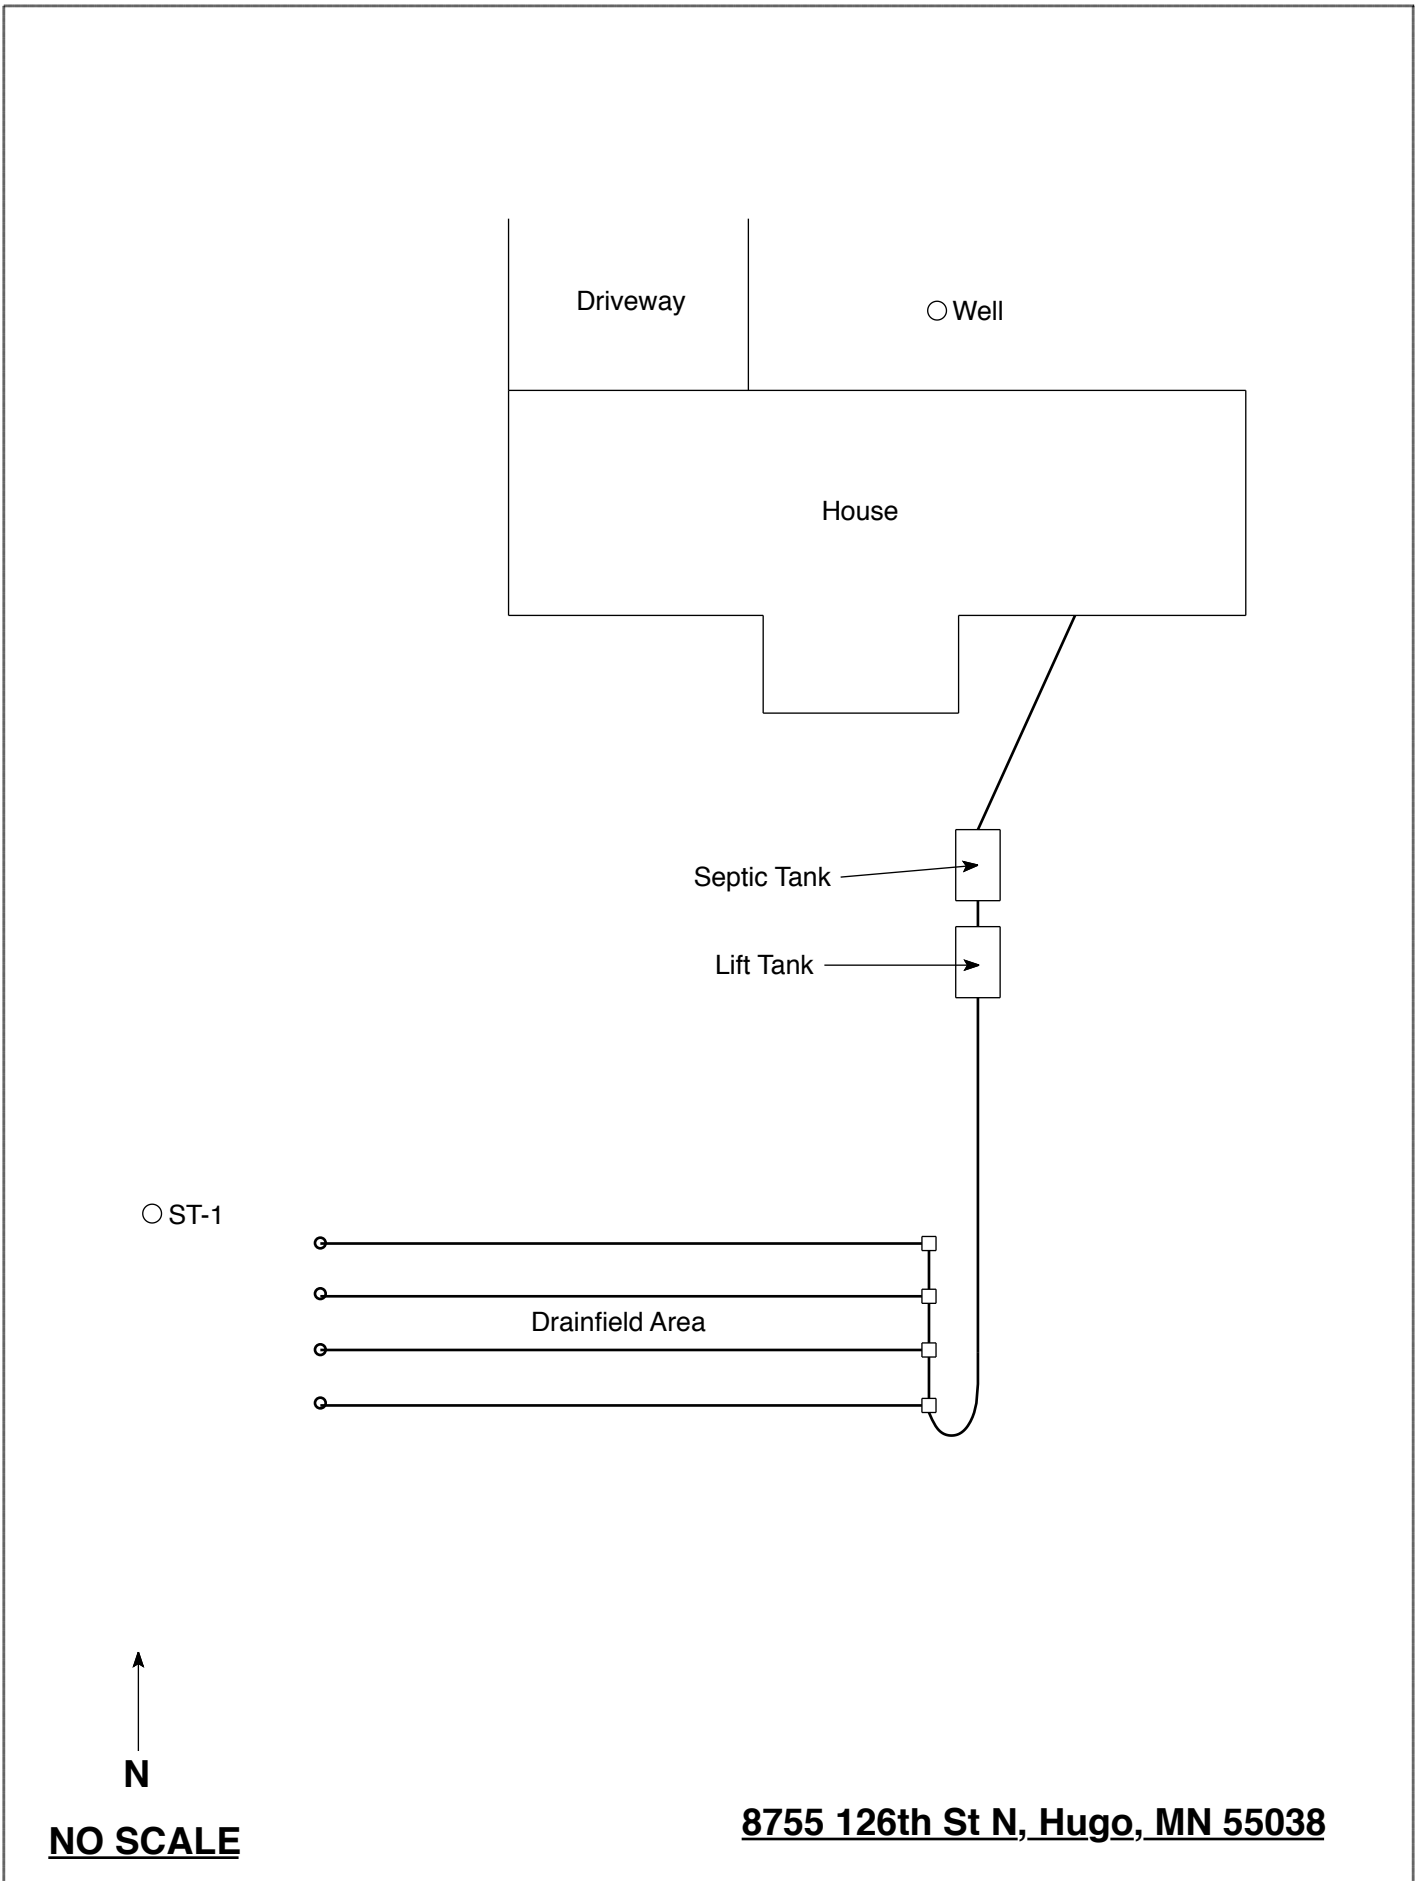 Driveway
Well
House
Septic Tank
Lift Tank
ST-1
Drainfield Area
N
NO SCALE
8755 126th St N, Hugo, MN 55038